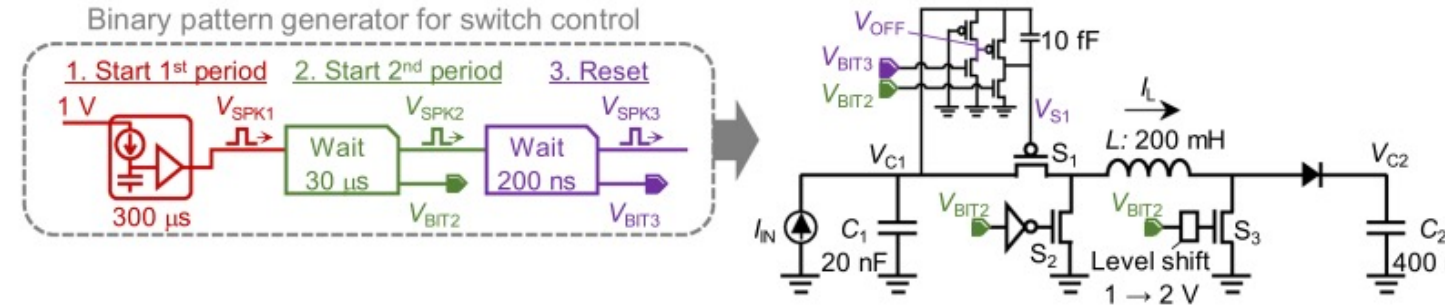 Binary pattern generator for switch control
1. Start 1st period
2. Start 2nd period
3. Reset
1 V
VSPK1
VSPK2
VSPK3
Wait
30 μs
Wait
200 ns
300 μs
VBIT2
VBIT3
VOFF
10 fF
VBIT3
VBIT2
VS1
IL
L: 200 mH
VC1
S1
VC2
VBIT2
VBIT2
IIN
C1
20 nF
S2
S3
Level shift
1 → 2 V
C2
400